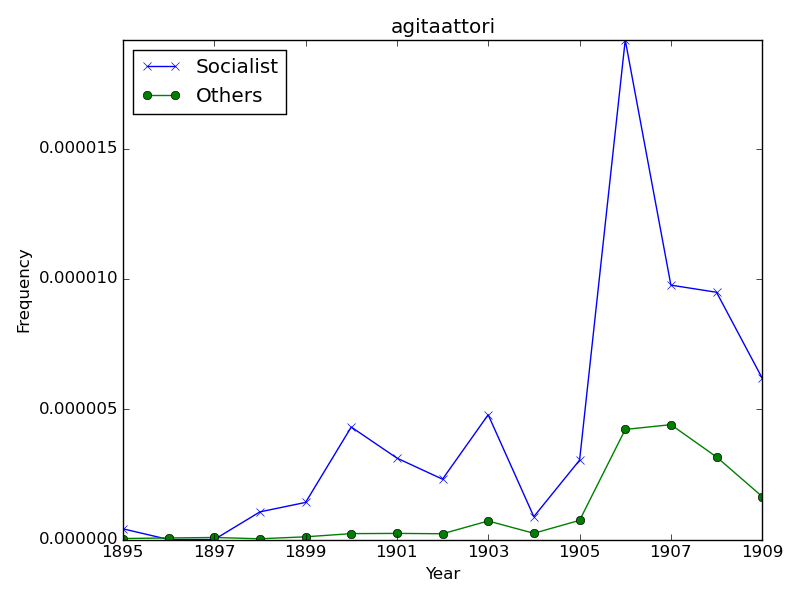 agitaattori
Socialist
Others
0.000015
0.000010
0.000005
0.000000
Frequency
1895 1897 1899 1901 1903 1905 1907 1909
Year